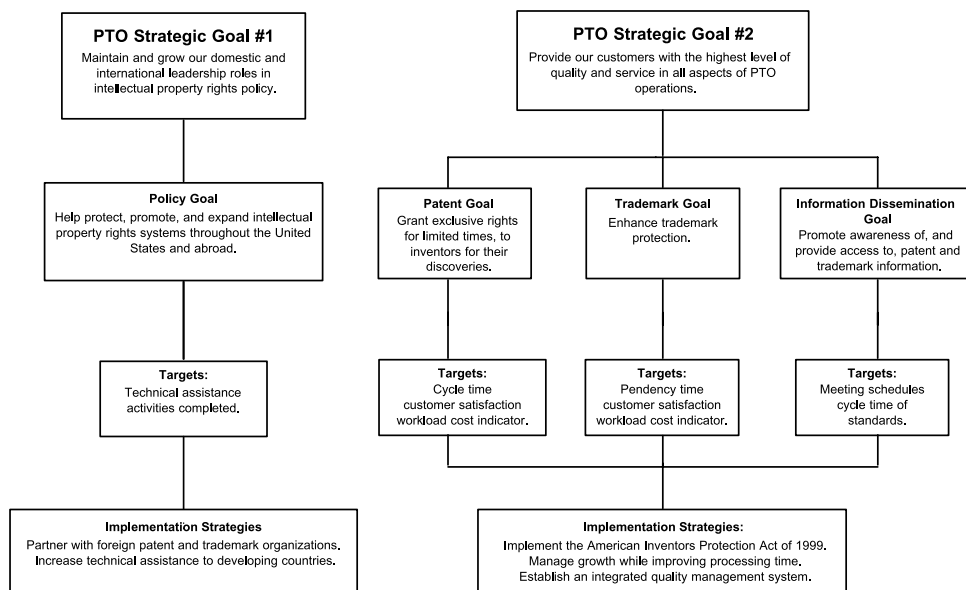 PTO Strategic Goal #1
Maintain and grow our domestic and
international leadership roles in
intellectual property rights policy.
Policy Goal
Help protect, promote, and expand intellectual
property rights systems throughout the United
States and abroad.
Targets:
Technical assistance
activities completed.
Implementation Strategies
Partner with foreign patent and trademark organizations.
Increase technical assistance to developing countries.
PTO Strategic Goal #2
Provide our customers with the highest level of
quality and service in all aspects of PTO
operations.
Patent Goal
Grant exclusive rights
for limited times, to
inventors for their
discoveries.
Targets:
Cycle time
customer satisfaction
workload cost indicator.
Trademark Goal
Enhance trademark
protection.
Targets:
Pendency time
customer satisfaction
workload cost indicator.
Information Dissemination
Goal
Promote awareness of, and
provide access to, patent and
trademark information.
Targets:
Meeting schedules
cycle time of
standards.
Implementation Strategies:
Implement the American Inventors Protection Act of 1999.
Manage growth while improving processing time.
Establish an integrated quality management system.